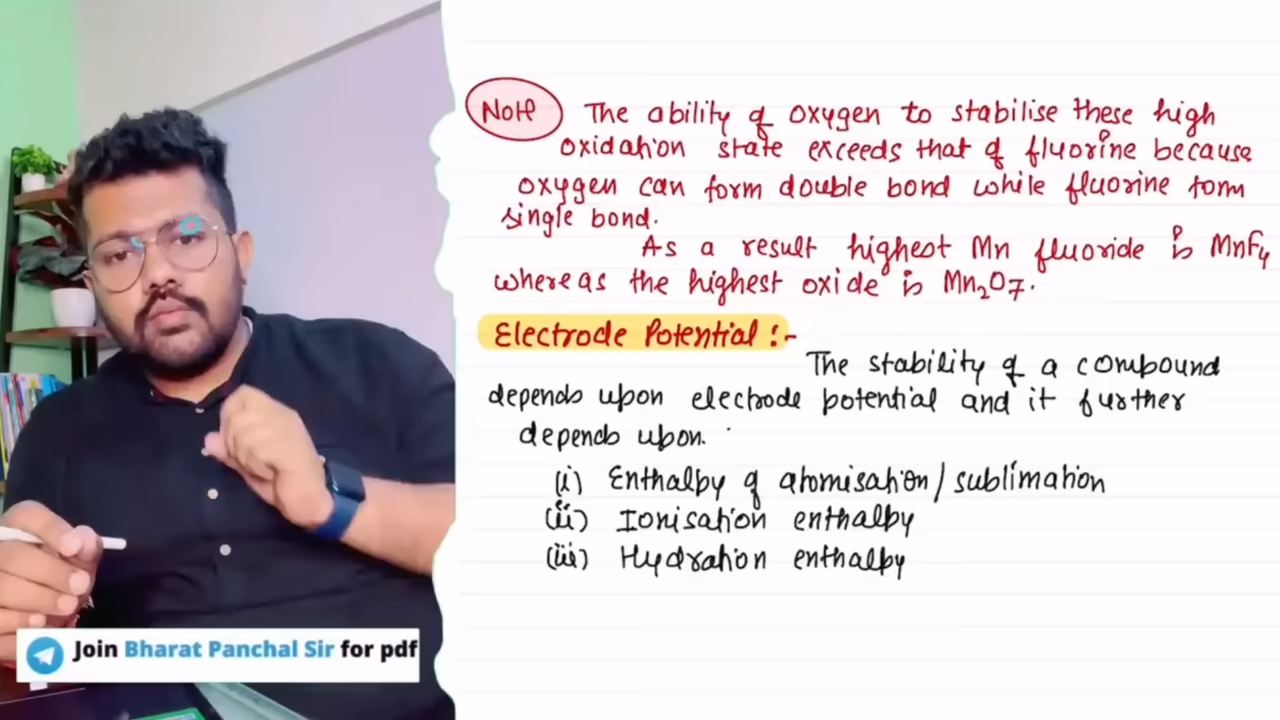 Note The ability of oxygen to stabilise these high
oxidation state exceeds that of fluorine because
oxygen can form double bond while fluorine form
single bond.
As a result highest Mn fluoride is MnF₄
whereas the highest oxide is Mn₂O₇.
Electrode Potential :-
The stability of a compound
depends upon electrode potential and it further
depends upon.
(i) Enthalpy of atomisation/sublimation
(ii) Ionisation enthalpy
(iii) Hydration enthalpy
Join Bharat Panchal Sir for pdf